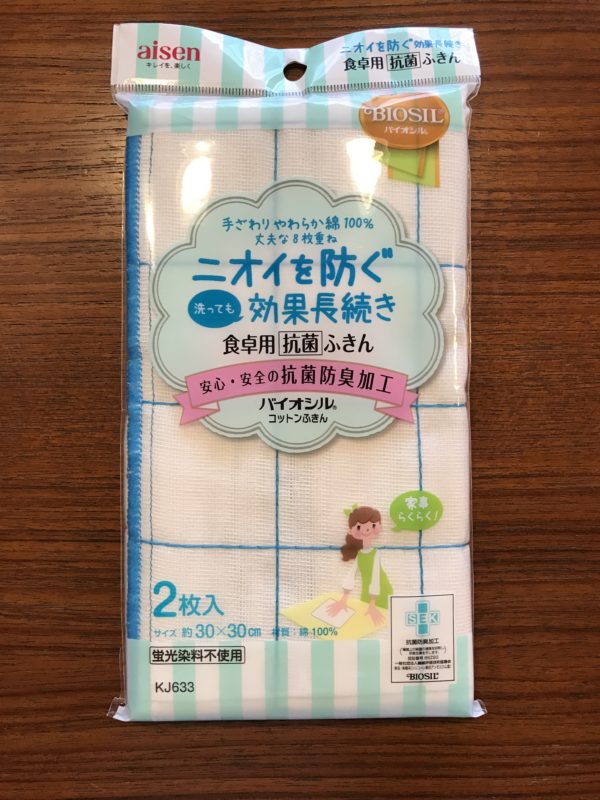 aisen
キレイを、楽しく
ニオイを防ぐ効果長続き
食卓用 抗菌 ふきん
BIOSIL
バイオシル®
手ざわりやわらか綿100%
丈夫な8枚重ね
ニオイを防ぐ
洗っても 効果長続き
食卓用 抗菌 ふきん
安心・安全の抗菌防臭加工
バイオシル®
コットンふきん
家事
らくらく!
2枚入
サイズ 約30×30cm 材質:綿100%
蛍光染料不使用
KJ633
SEK
抗菌防臭加工
BIOSIL